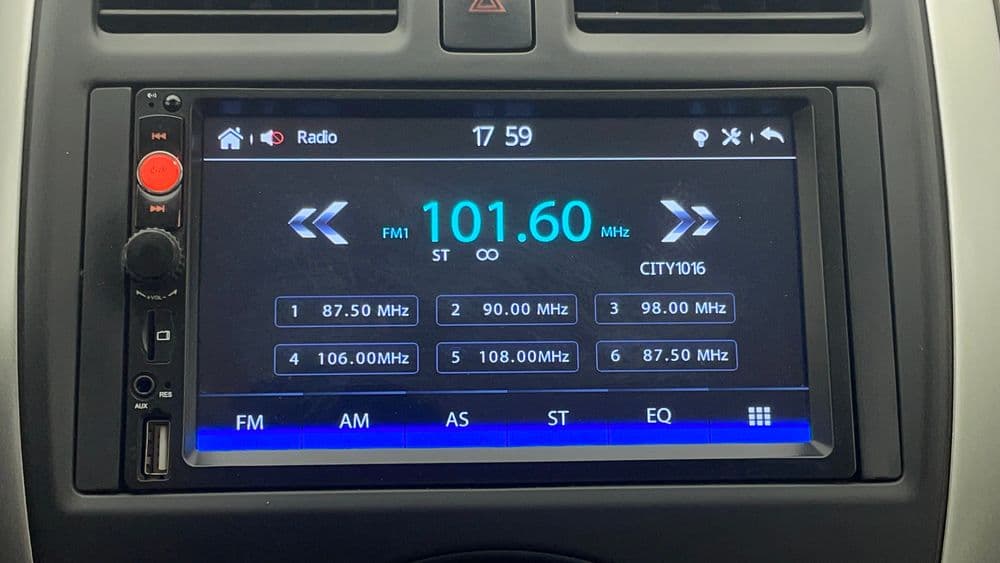 Radio
17 59
FM1 101.60 MHz
ST
CITY1016
1 87.50 MHz
2 90.00 MHz
3 98.00 MHz
4 106.00MHz
5 108.00MHz
6 87.50 MHz
FM AM AS ST EQ
+VOL-
RES
AUX